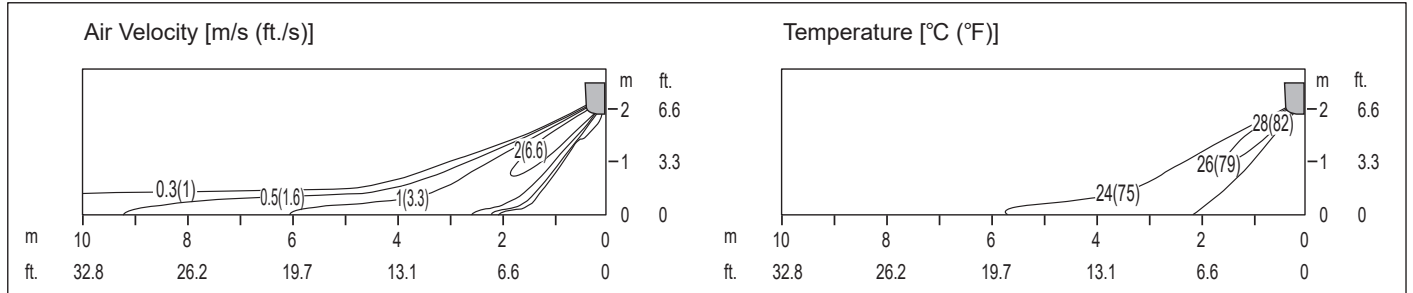 Air Velocity [m/s (ft./s)]
m ft.
2 6.6
2(6.6)
1 3.3
0.3(1)
0.5(1.6)
1(3.3)
0 0
m 10 8 6 4 2 0
ft. 32.8 26.2 19.7 13.1 6.6 0
Temperature [°C (°F)]
m ft.
2 6.6
28(82)
26(79)
1 3.3
24(75)
0 0
m 10 8 6 4 2 0
ft. 32.8 26.2 19.7 13.1 6.6 0